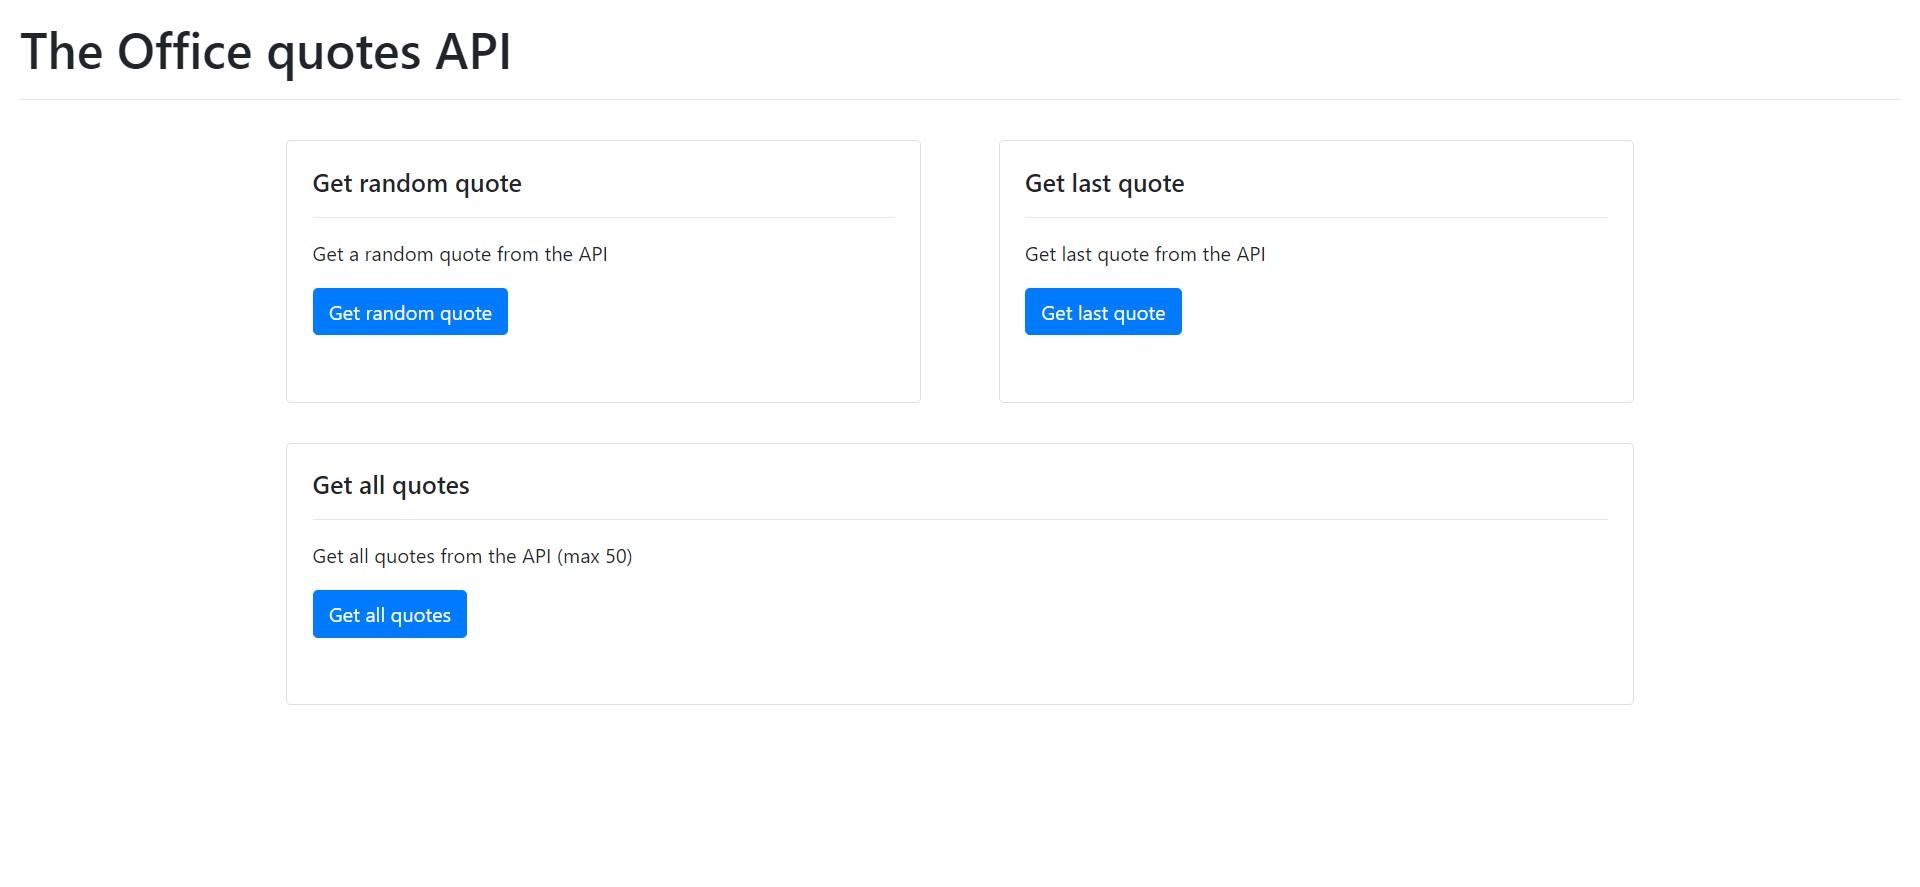 The Office quotes API
Get random quote
Get a random quote from the API
Get random quote
Get last quote
Get last quote from the API
Get last quote
Get all quotes
Get all quotes from the API (max 50)
Get all quotes